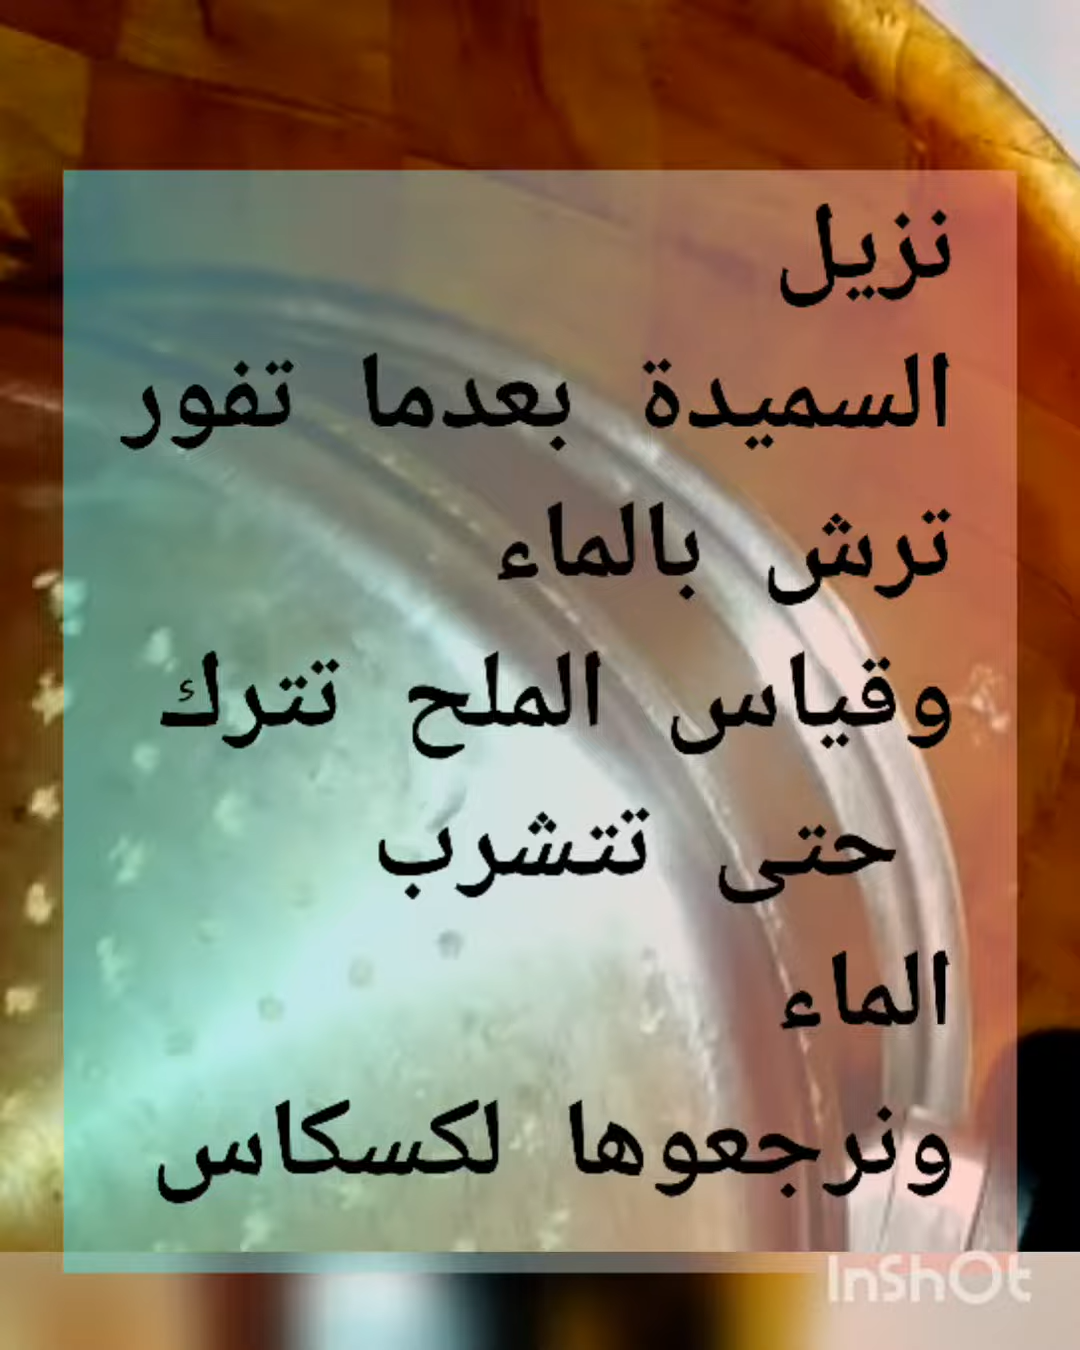 نزيل
السميدة بعدما تفور
ترش بالماء
وقياس الملح تترك
حتى تتشرب
الماء
ونرجعوها لكسكاس
InShOt